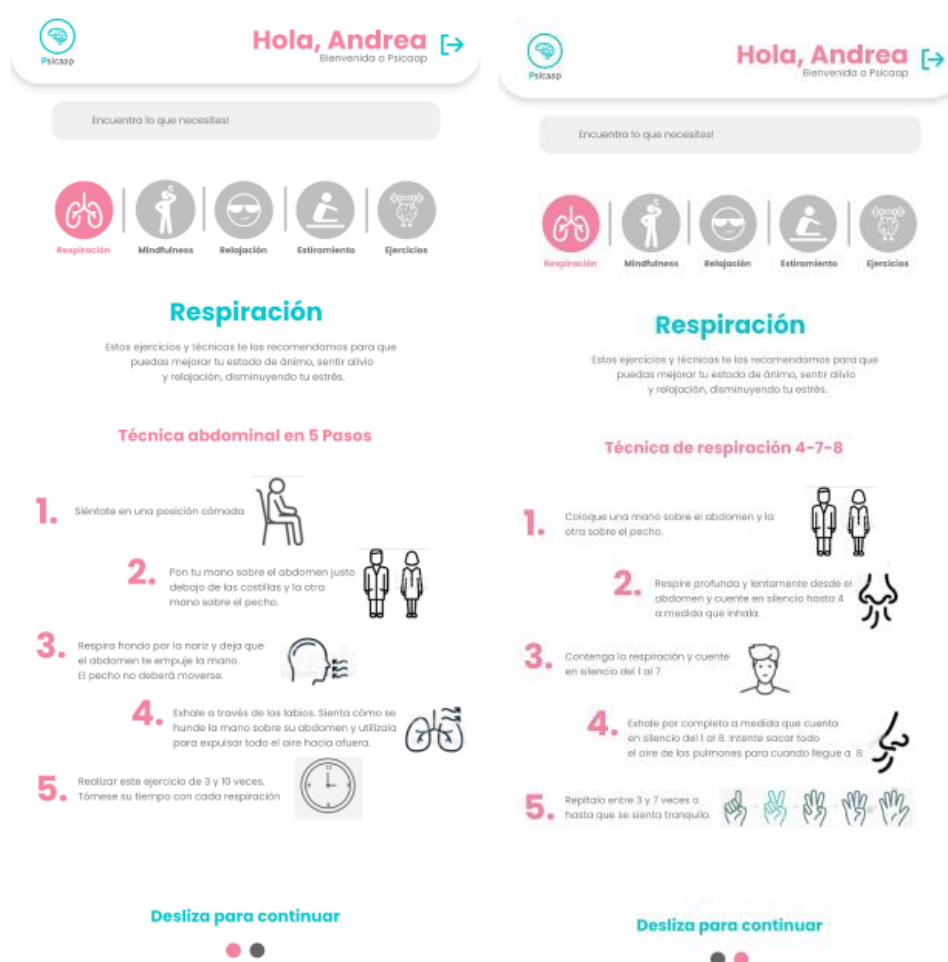 Psicaap
Hola, Andrea
Bienvenida a Psicaap
Encuentra lo que necesites!
Respiración
Mindfulness
Relajación
Estiramiento
Ejercicios
Respiración
Estos ejercicios y técnicas te los recomendamos para que
puedas mejorar tu estado de ánimo, sentir alivio
y relajación, disminuyendo tu estrés.
Técnica abdominal en 5 Pasos
1. Siéntate en una posición cómoda
2. Pon tu mano sobre el abdomen justo
debajo de las costillas y la otra
mano sobre el pecho.
3. Respira hondo por la nariz y deja que
el abdomen te empuje la mano.
El pecho no deberá moverse.
4. Exhale a través de los labios. Sienta cómo se
hunde la mano sobre su abdomen y utilízala
para expulsar todo el aire hacia afuera.
5. Realizar este ejercicio de 3 y 10 veces.
Tómese su tiempo con cada respiración
Desliza para continuar
Psicaap
Hola, Andrea
Bienvenida a Psicaap
Encuentra lo que necesites!
Respiración
Mindfulness
Relajación
Estiramiento
Ejercicios
Respiración
Estos ejercicios y técnicas te los recomendamos para que
puedas mejorar tu estado de ánimo, sentir alivio
y relajación, disminuyendo tu estrés.
Técnica de respiración 4-7-8
1. Coloque una mano sobre el abdomen y la
otra sobre el pecho.
2. Respire profunda y lentamente desde el
abdomen y cuente en silencio hasta 4
a medida que inhala.
3. Contenga la respiración y cuente
en silencio del 1 al 7.
4. Exhale por completo a medida que cuenta
en silencio del 1 al 8. Intente sacar todo
el aire de los pulmones para cuando llegue a 8
5. Repítalo entre 3 y 7 veces o
hasta que se sienta tranquilo.
Desliza para continuar